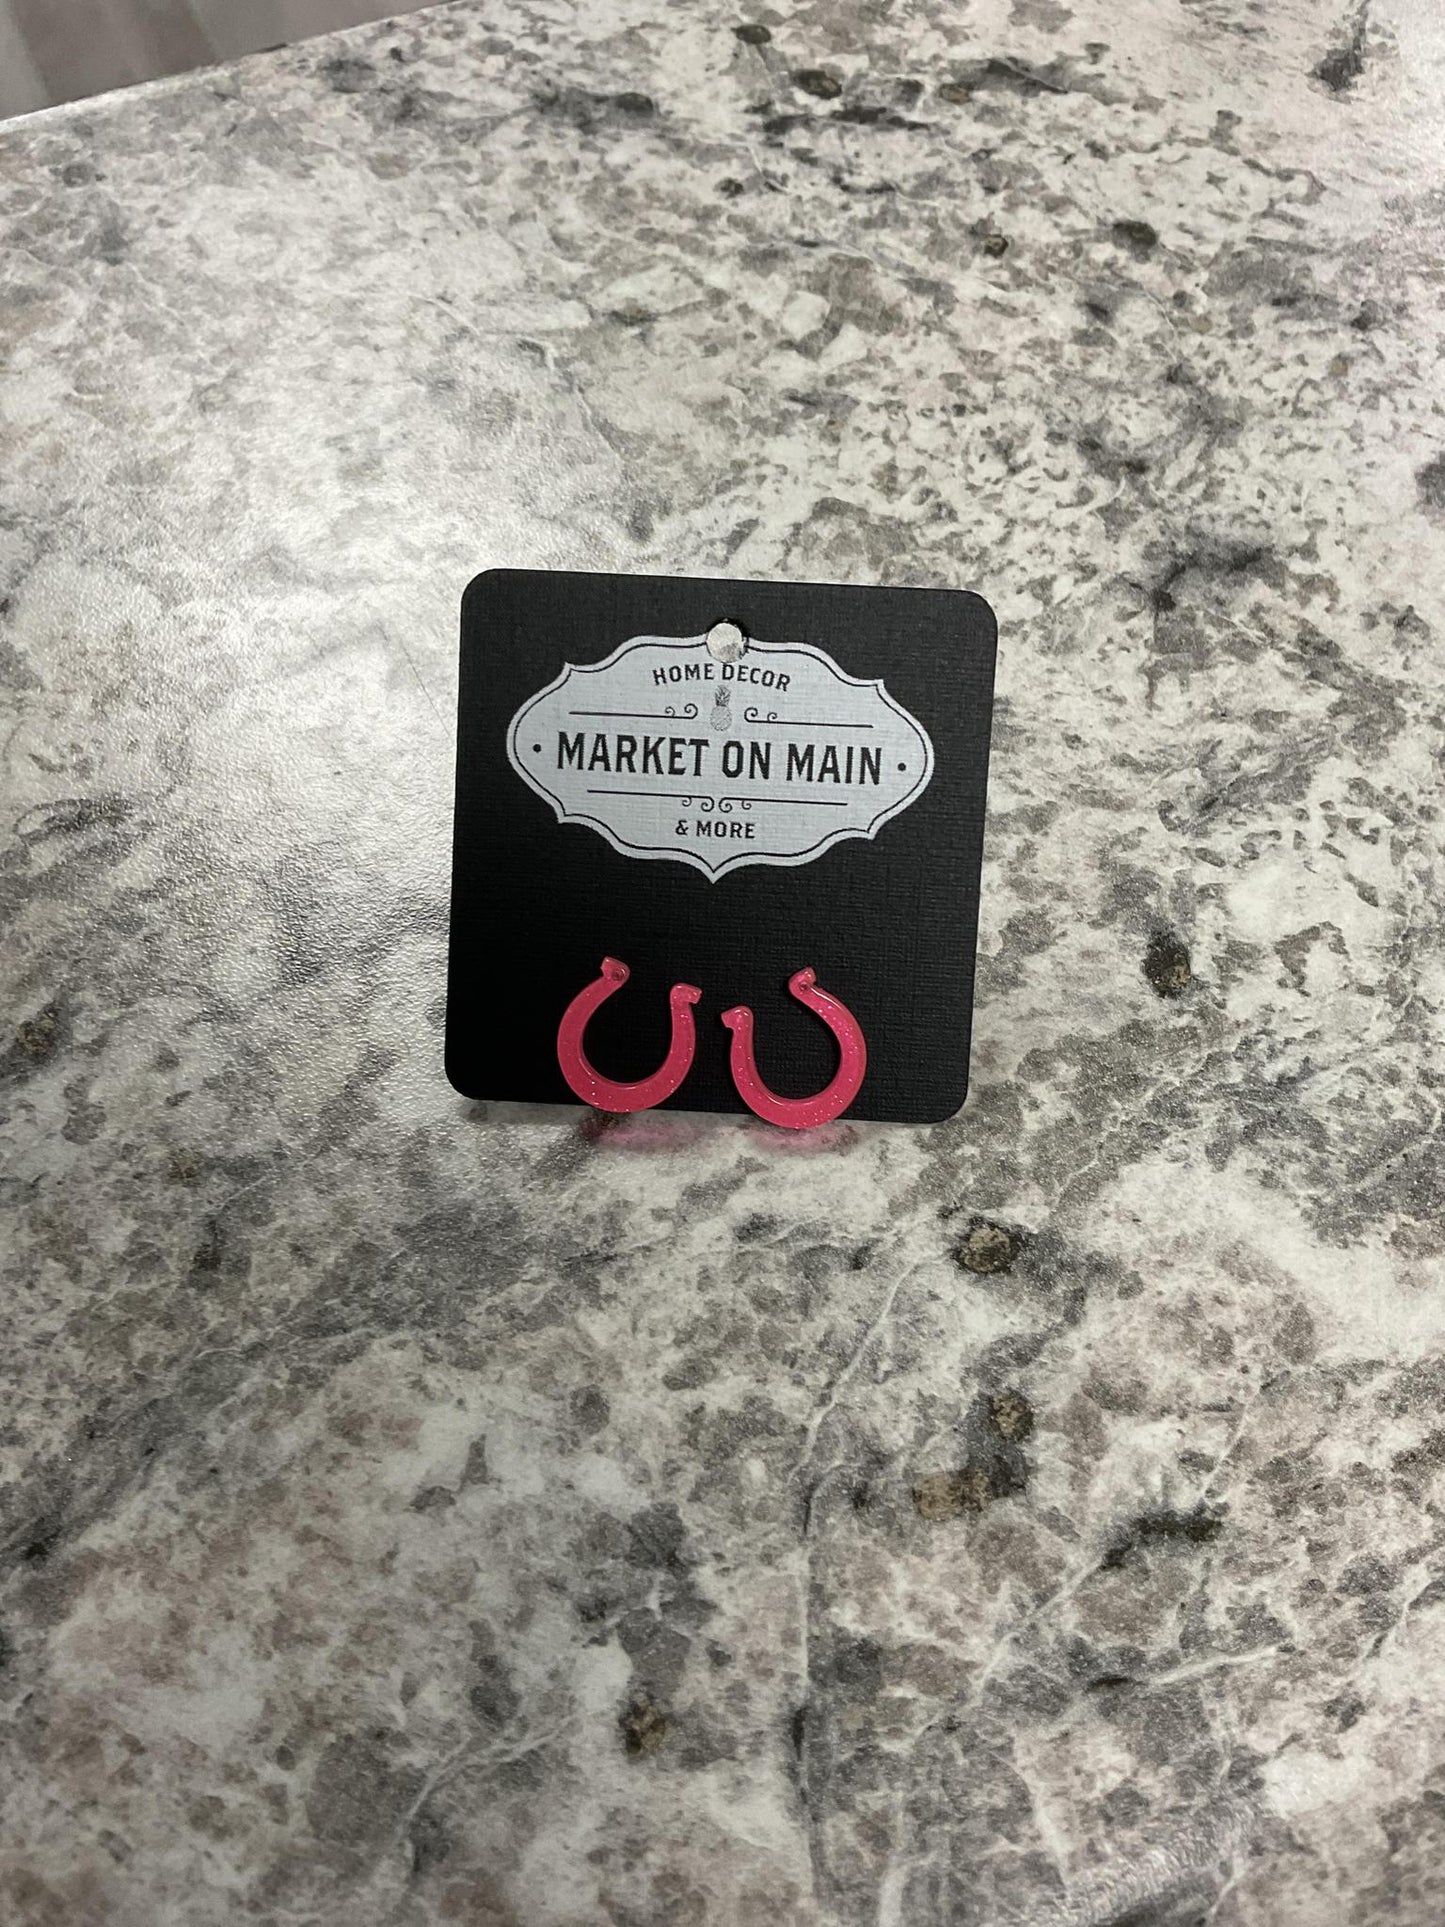 HOME DECOR
• MARKET ON MAIN •
& MORE